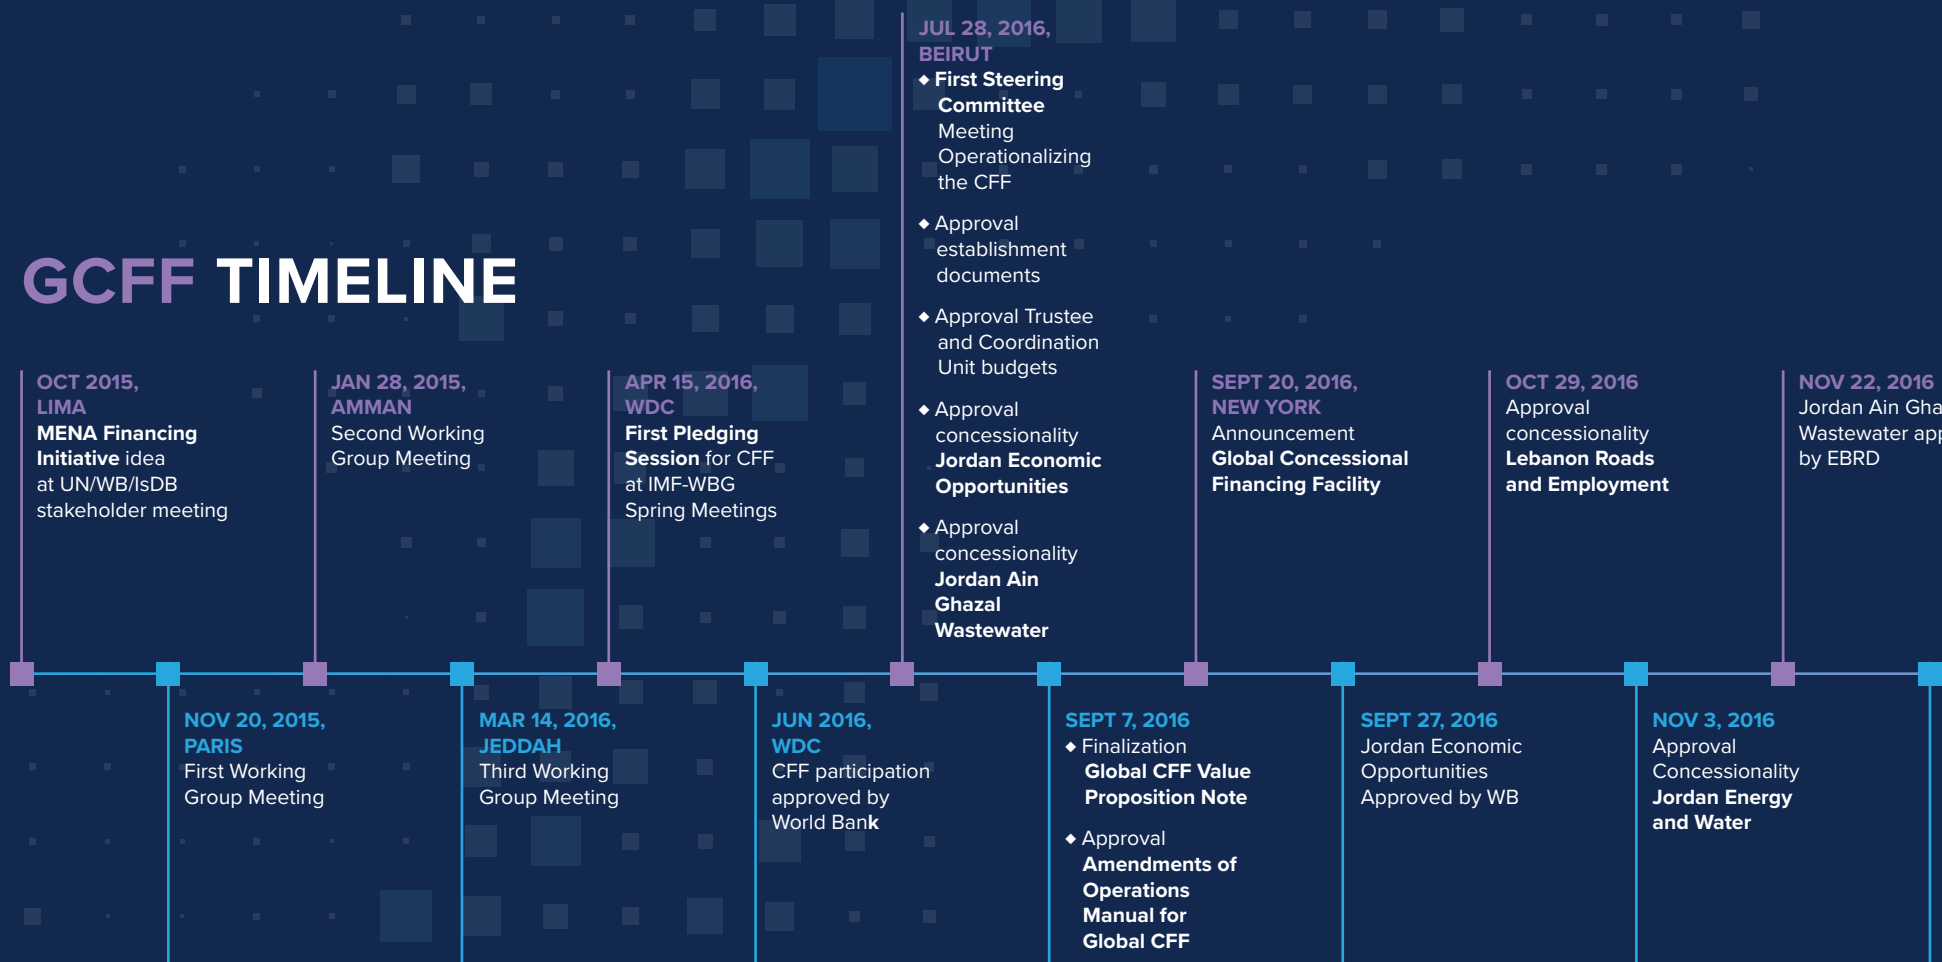 GCFF TIMELINE
OCT 2015,
LIMA
MENA Financing
Initiative idea
at UN/WB/IsDB
stakeholder meeting
NOV 20, 2015,
PARIS
First Working
Group Meeting
JAN 28, 2015,
AMMAN
Second Working
Group Meeting
MAR 14, 2016,
JEDDAH
Third Working
Group Meeting
APR 15, 2016,
WDC
First Pledging
Session for CFF
at IMF-WBG
Spring Meetings
JUN 2016,
WDC
CFF participation
approved by
World Bank
JUL 28, 2016,
BEIRUT
◆ First Steering
Committee
Meeting
Operationalizing
the CFF
◆ Approval
establishment
documents
◆ Approval Trustee
and Coordination
Unit budgets
◆ Approval
concessionality
Jordan Economic
Opportunities
◆ Approval
concessionality
Jordan Ain
Ghazal
Wastewater
SEPT 7, 2016
◆ Finalization
Global CFF Value
Proposition Note
◆ Approval
Amendments of
Operations
Manual for
Global CFF
SEPT 20, 2016,
NEW YORK
Announcement
Global Concessional
Financing Facility
SEPT 27, 2016
Jordan Economic
Opportunities
Approved by WB
OCT 29, 2016
Approval
concessionality
Lebanon Roads
and Employment
NOV 3, 2016
Approval
Concessionality
Jordan Energy
and Water
NOV 22, 2016
Jordan Ain
Wastewater
by EBRD